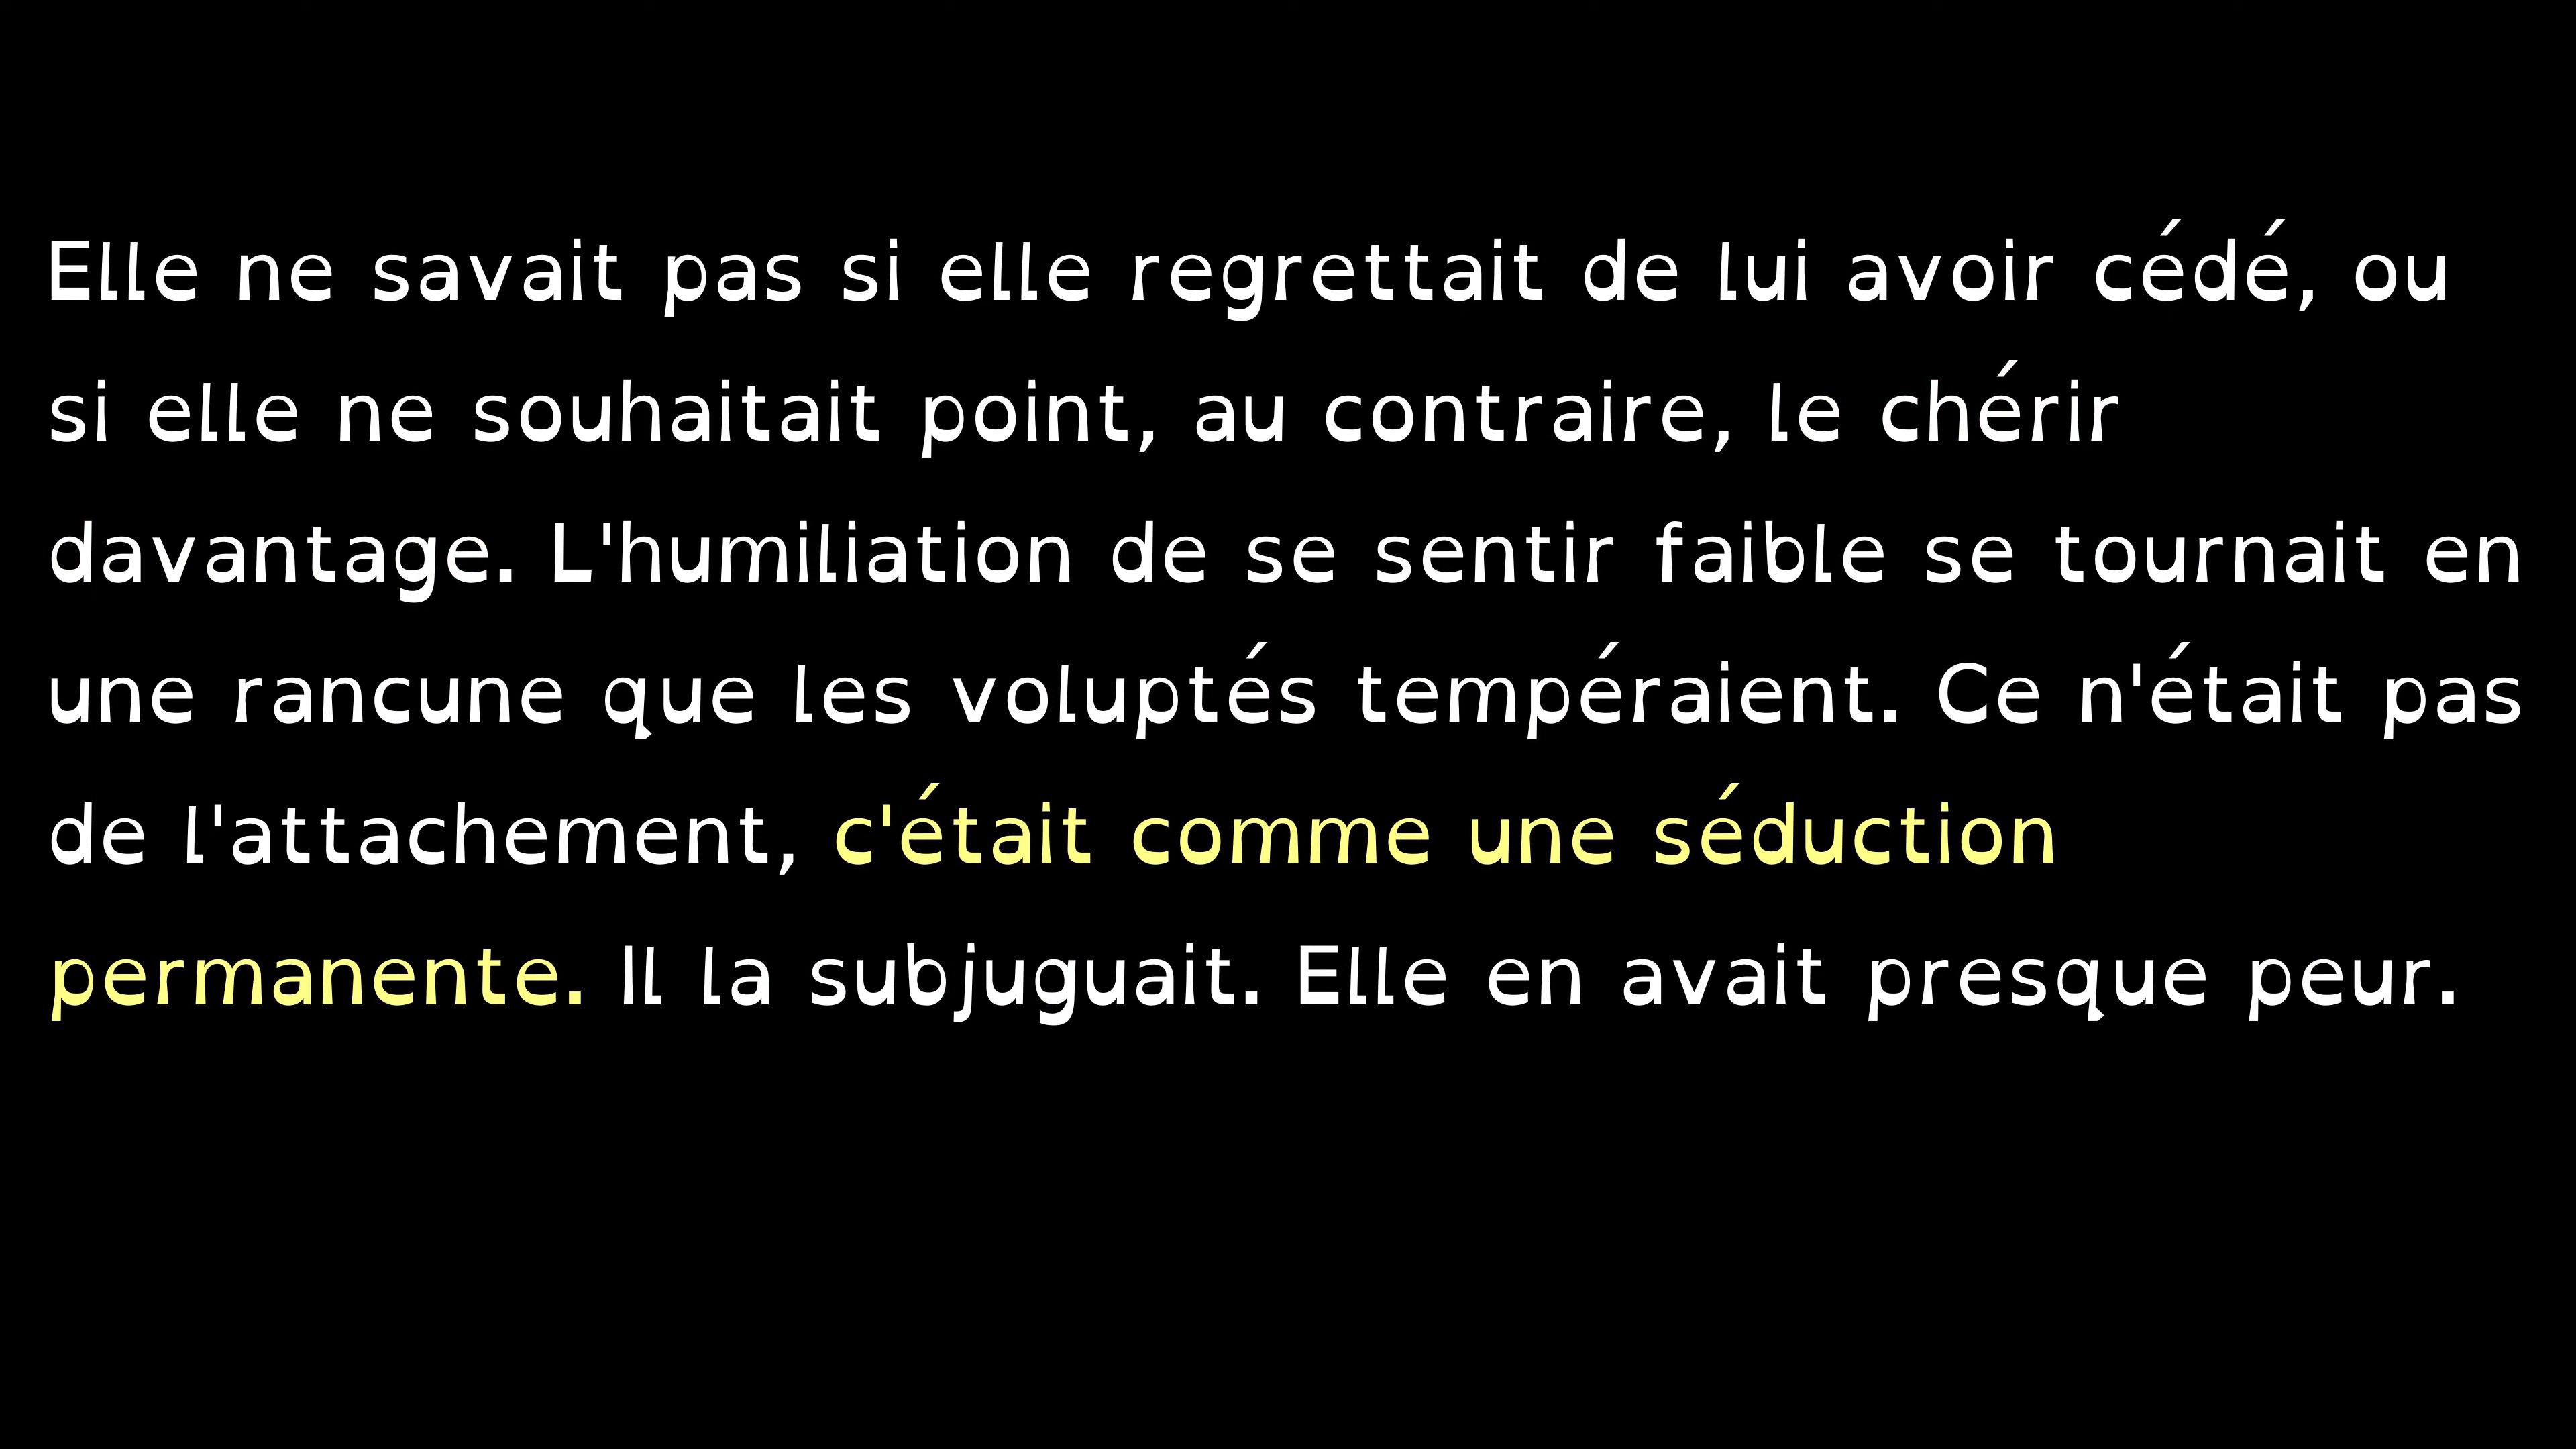 Elle ne savait pas si elle regrettait de lui avoir cédé, ou
si elle ne souhaitait point, au contraire, le chérir
davantage. L'humiliation de se sentir faible se tournait en
une rancune que les voluptés tempéraient. Ce n'était pas
de l'attachement, c'était comme une séduction
permanente. Il la subjuguait. Elle en avait presque peur.